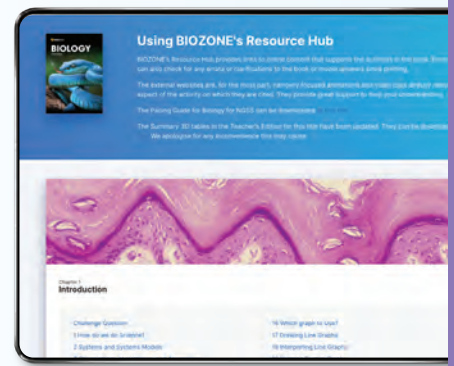 BIOLOGY
Using BIOZONE's Resource Hub
BIOZONE's Resource Hub provides links to online content that supports the activities in the book. From
can also check for any errata or clarifications to the book or model answers since printing.
The external websites are, for the most part, narrowly focused animations and video clips directly
aspect of the activity on which they are cited. They provide great support to help your understanding.
The Pacing Guide for Biology for NGSS can be downloaded
The Summary 3D tables in the Teacher's Edition for this title have been updated. They can be
We apologise for any inconvenience this may cause.
Chapter 1
Introduction
Challenge Question
1 How do we do Science?
2 Systems and Systems Models
16 Which graph to Use?
17 Drawing Line Graphs
18 Interpreting Line Graphs